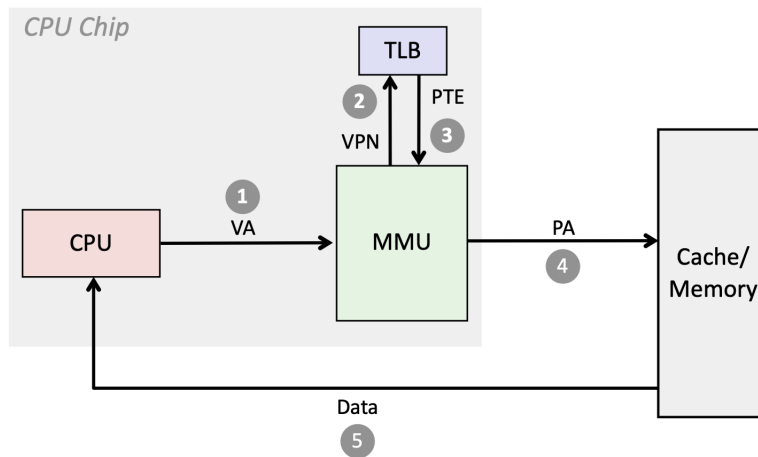 CPU Chip
TLB
2
PTE
VPN
3
1
VA
CPU
MMU
PA
4
Cache/
Memory
Data
5